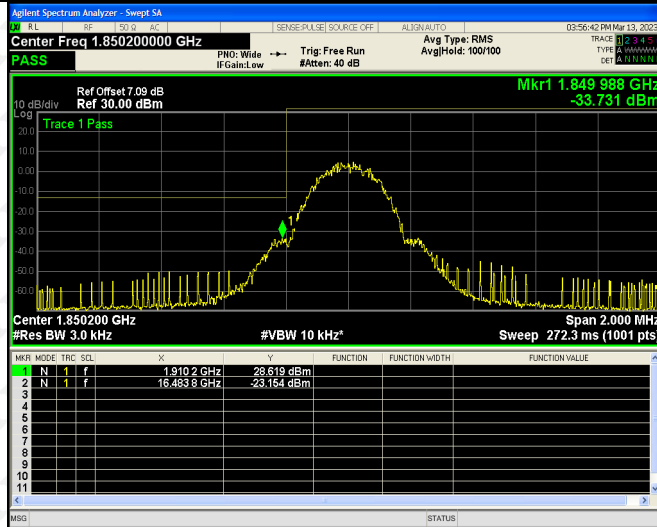 Agilent Spectrum Analyzer - Swept SA
LXI RL RF 50 Ω AC SENSE:PULSE SOURCE OFF ALIGN AUTO 03:56:42 PM Mar 13, 2023
Center Freq 1.850200000 GHz
PNO: Wide
IFGain:Low
Trig: Free Run
#Atten: 40 dB
Avg Type: RMS
Avg|Hold: 100/100
TRACE 1 2 3 4 5
TYPE A
DET A N N N N
PASS
Mkr1 1.849 988 GHz
-33.731 dBm
Ref Offset 7.09 dB
10 dB/div Ref 30.00 dBm
Log
Trace 1 Pass
20.0
10.0
0.00
-10.0
-20.0
-30.0
-40.0
-50.0
-60.0
1
Center 1.850200 GHz Span 2.000 MHz
#Res BW 3.0 kHz #VBW 10 kHz* Sweep 272.3 ms (1001 pts)
MKR MODE TRC SCL X Y FUNCTION FUNCTION WIDTH FUNCTION VALUE
1 N 1 f 1.910 2 GHz 28.619 dBm
2 N 1 f 16.483 8 GHz -23.154 dBm
3
4
5
6
7
8
9
10
11
MSG STATUS